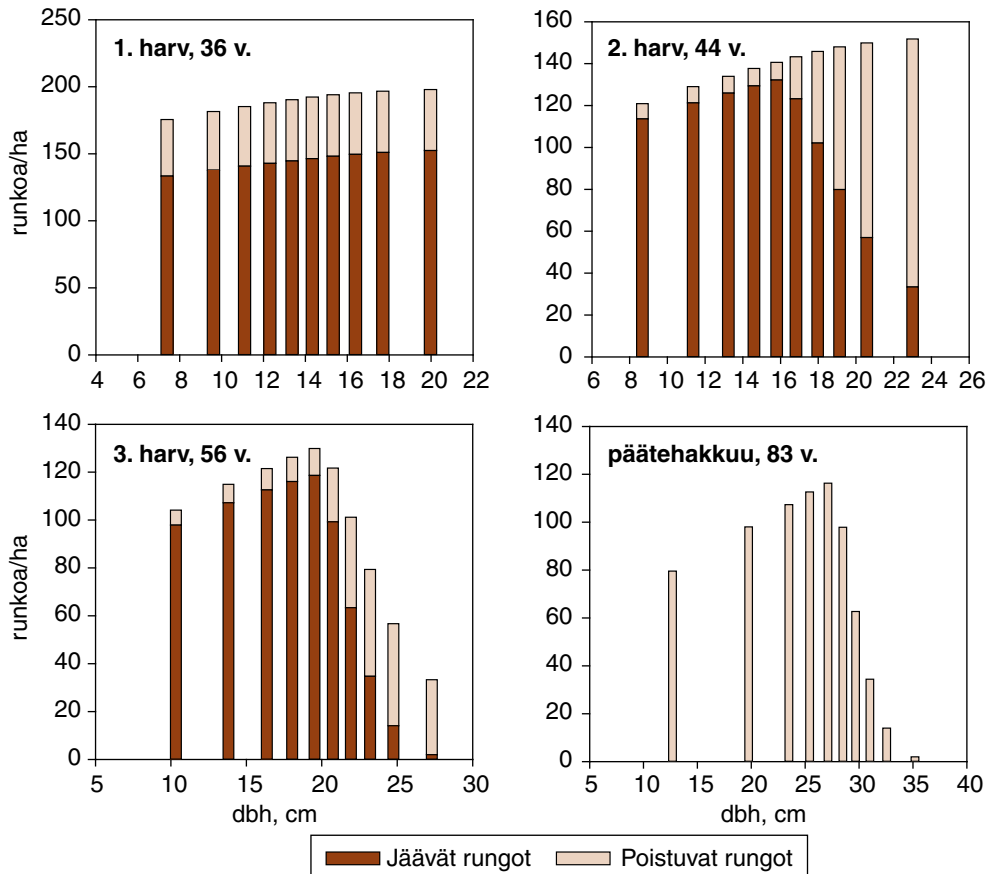 1. harv, 36 v.
runkoa/ha
250
200
150
100
50
0
4 6 8 10 12 14 16 18 20 22
2. harv, 44 v.
160
140
120
100
80
60
40
20
0
6 8 10 12 14 16 18 20 22 24 26
3. harv, 56 v.
runkoa/ha
140
120
100
80
60
40
20
0
5 10 15 20 25 30
dbh, cm
päätehakkuu, 83 v.
140
120
100
80
60
40
20
0
5 10 15 20 25 30 35 40
dbh, cm
Jäävät rungot Poistuvat rungot